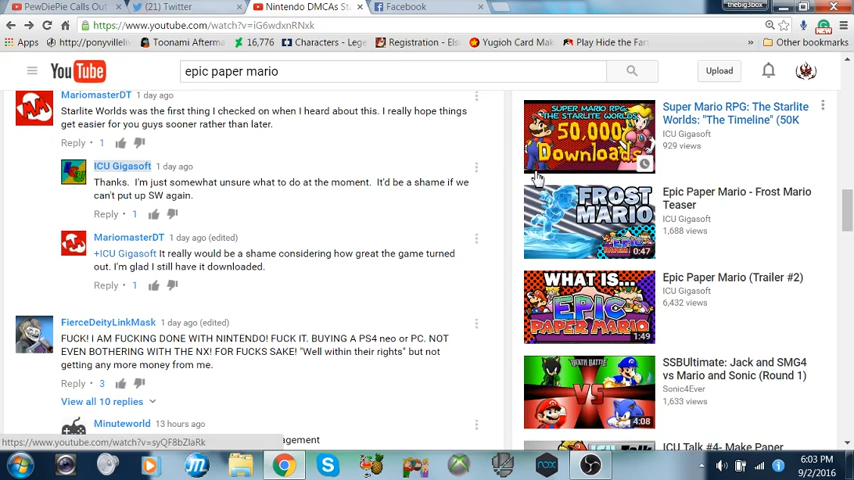 PewDiePie Calls Out
(21) Twitter
Nintendo DMCAs St
Facebook
thebig3box
https://www.youtube.com/watch?v=iG6wdxnRNxk
Apps
http://ponyvilleliv
Toonami Afterma
16,776
Characters - Legen
Registration - Els
Yugioh Card Mak
Play Hide the Far
Other bookmarks
YouTube
epic paper mario
Upload
MariomasterDT 1 day ago
Starlite Worlds was the first thing I checked on when I heard about this. I really hope things
get easier for you guys sooner rather than later.
Reply · 1
ICU Gigasoft 1 day ago
Thanks. I'm just somewhat unsure what to do at the moment. It'd be a shame if we
can't put up SW again.
Reply · 1
MariomasterDT 1 day ago (edited)
+ICU Gigasoft It really would be a shame considering how great the game turned
out. I'm glad I still have it downloaded.
Reply · 1
FierceDeityLinkMask 1 day ago (edited)
FUCK! I AM FUCKING DONE WITH NINTENDO! FUCK IT. BUYING A PS4 neo or PC. NOT
EVEN BOTHERING WITH THE NX! FOR FUCKS SAKE! "Well within their rights" but not
getting any more money from me.
Reply · 3
View all 10 replies
Minuteworld 13 hours ago
agement
https://www.youtube.com/watch?v=syQF8bZlaRk
SUPER MARIO RPG:
THE STARLITE WORLDS
50,000
Downloads
Super Mario RPG: The Starlite
Worlds: "The Timeline" (50K
ICU Gigasoft
929 views
FROST
MARIO
0:47
Epic Paper Mario - Frost Mario
Teaser
ICU Gigasoft
1,688 views
WHAT IS...
EPIC
PAPER MARIO
1:49
Epic Paper Mario (Trailer #2)
ICU Gigasoft
6,432 views
DEATH BATTLE
VS
4:08
SSBUltimate: Jack and SMG4
vs Mario and Sonic (Round 1)
Sonic4Ever
1,633 views
ICU Talk #4- Make Paper
nox
6:03 PM
9/2/2016